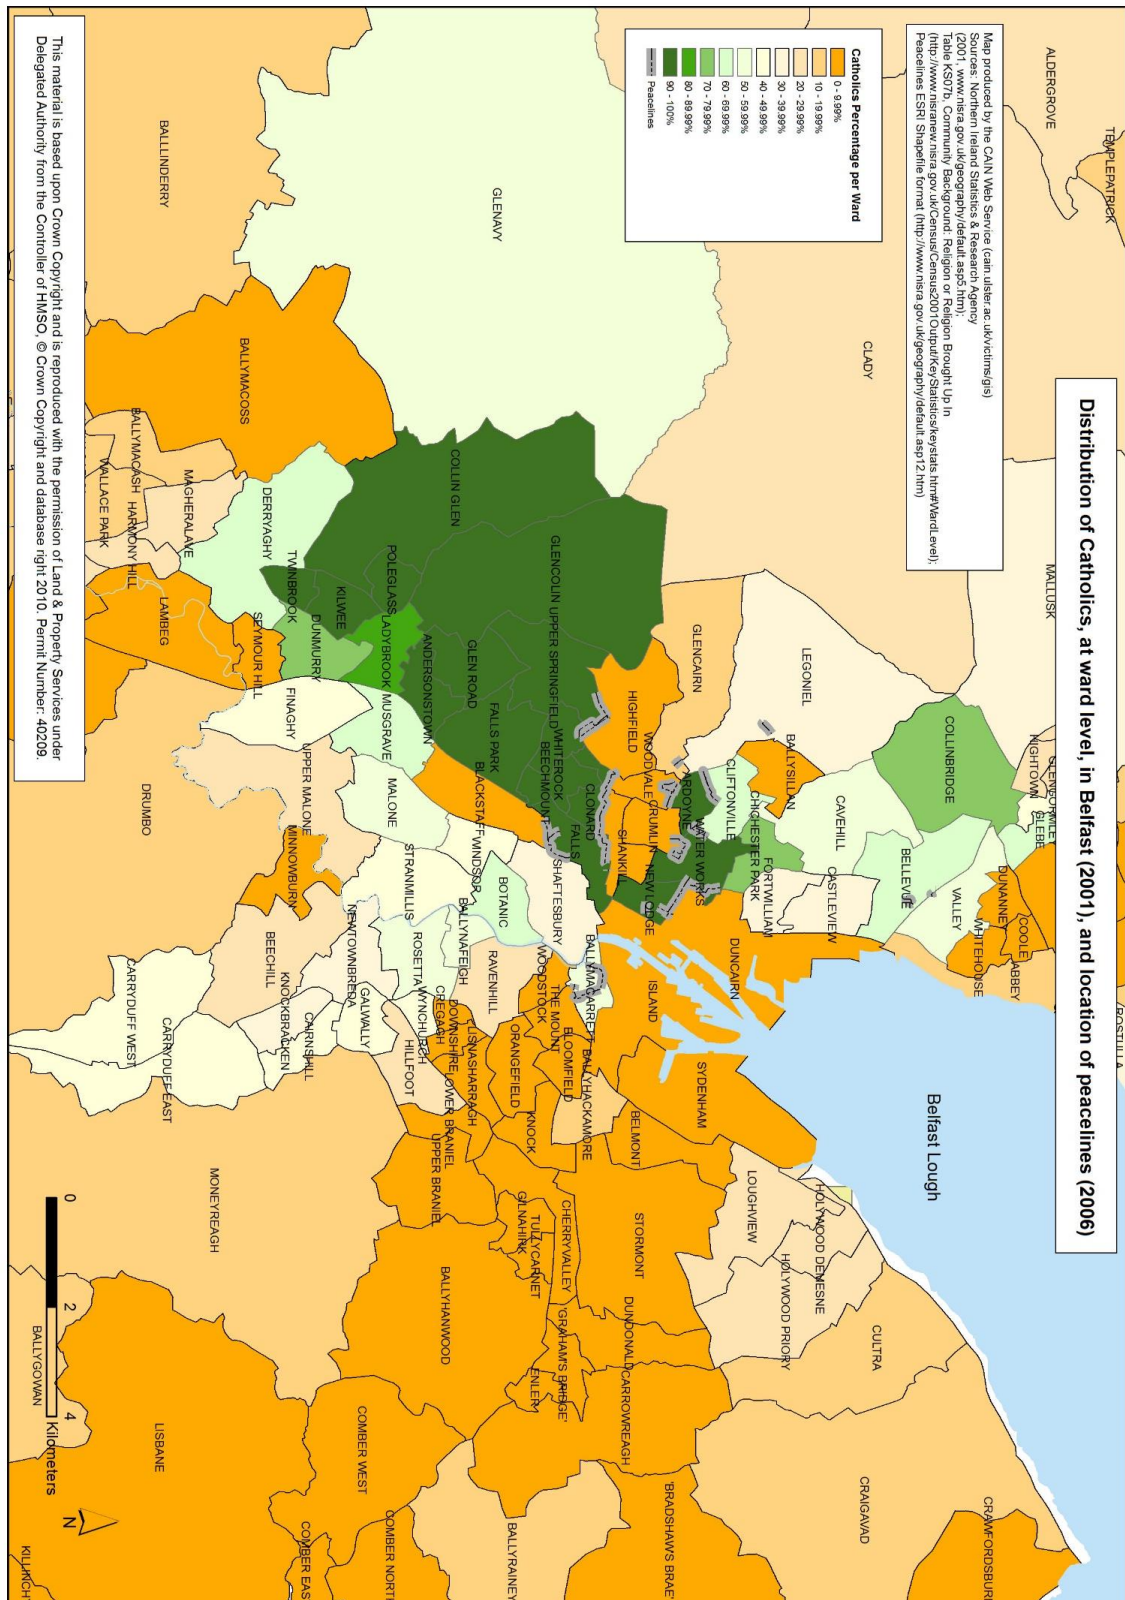 Distribution of Catholics, at ward level, in Belfast (2001), and location of peacelines (2006)
Map produced by the CAIN Web Service (cain.ulster.ac.uk/victims/gis)
Sources: Northern Ireland Statistics & Research Agency
(2001, www.nisra.gov.uk/geography/default.asp5.htm);
Table KS07b, Community Background: Religion or Religion Brought Up In
(http://www.nisranew.nisra.gov.uk/Census/Census2001Output/KeyStatistics/keystats.htm#WardLevel);
Peacelines ESRI Shapefile format (http://www.nisra.gov.uk/geography/default.asp12.htm)
Catholics Percentage per Ward
0 - 9.99%
10 - 19.99%
20 - 29.99%
30 - 39.99%
40 - 49.99%
50 - 59.99%
60 - 69.99%
70 - 79.99%
80 - 89.99%
90 - 100%
Peacelines
TEMPLEPATRICK
ALDERGROVE
CLADY
MALLUSK
HIGHTOWN
GLENGORMLEY
GLEBE
COLLINBRIDGE
DUNANNEY
COOLE
ABBEY
WHITEHOUSE
VALLEY
BELLEVUE
ROSTULLA
LEGONIEL
BALLYSILLAN
CAVEHILL
CASTLEVIEW
FORTWILLIAM
CHICHESTER PARK
CLIFTONVILLE
WATER WORKS
ARDOYNE
NEW LODGE
DUNCAIRN
GLENCAIRN
HIGHFIELD
WOODVALE
CRUMLIN
SHANKILL
ISLAND
SYDENHAM
Belfast Lough
GLENAVY
COLLIN GLEN
GLENCOLIN
UPPER SPRINGFIELD
WHITEROCK
BEECHMOUNT
CLONARD
FALLS
FALLS PARK
GLEN ROAD
ANDERSONSTOWN
POLEGLASS
LADYBROOK
KILWEE
TWINBROOK
DUNMURRY
DERRYAGHY
SEYMOUR HILL
LAMBEG
MAGHERALAVE
HARMONY HILL
WALLACE PARK
BALLYMACASH
BALLYMACOSS
BALLLINDERRY
MUSGRAVE
FINAGHY
UPPER MALONE
MALONE
BLACKSTAFF
WINDSOR
SHAFTESBURY
BOTANIC
STRANMILLIS
BALLYNAFEIGH
ROSETTA
RAVENHILL
WOODSTOCK
THE MOUNT
BALLYMACARRETT
BLOOMFIELD
BALLYHACKAMORE
BELMONT
ORANGEFIELD
KNOCK
CREGAGH
DOWNSHIRE
LISNASHARRAGH
WYNCHURCH
HILLFOOT
LOWER BRANIEL
UPPER BRANIEL
GALWALLY
NEWTOWNBREDA
CAIRNSHILL
KNOCKBRACKEN
BEECHILL
MINNOWBURN
DRUMBO
CARRYDUFF WEST
CARRYDUFF EAST
MONEYREAGH
STORMONT
CHERRYVALLEY
GILNAHIRK
TULLYCARNET
DUNDONALD
'GRAHAM'S BRIDGE'
ENLER
CARROWREAGH
BALLYHANWOOD
LOUGHVIEW
HOLYWOOD DEMESNE
HOLYWOOD PRIORY
CULTRA
CRAIGAVAD
CRAWFORDSBUR
'BRADSHAW'S BRAE'
BALLYRAINEY
COMBER NORT
COMBER WEST
COMBER EAS
LISBANE
BALLYGOWAN
KILLINCHY
0 2 4
Kilometers
N
This material is based upon Crown Copyright and is reproduced with the permission of Land & Property Services under
Delegated Authority from the Controller of HMSO, © Crown Copyright and database right 2010. Permit Number: 40209.